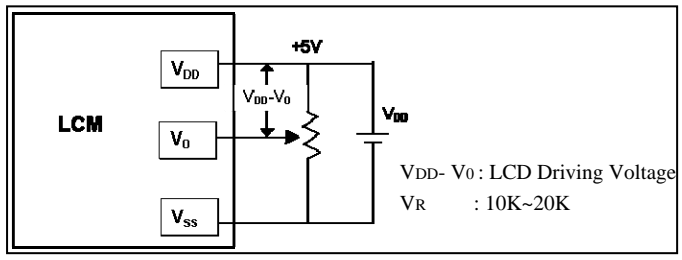 +5V
VDD
VDD-V0
VDD
LCM
V0
VDD- V0 : LCD Driving Voltage
VR : 10K~20K
Vss